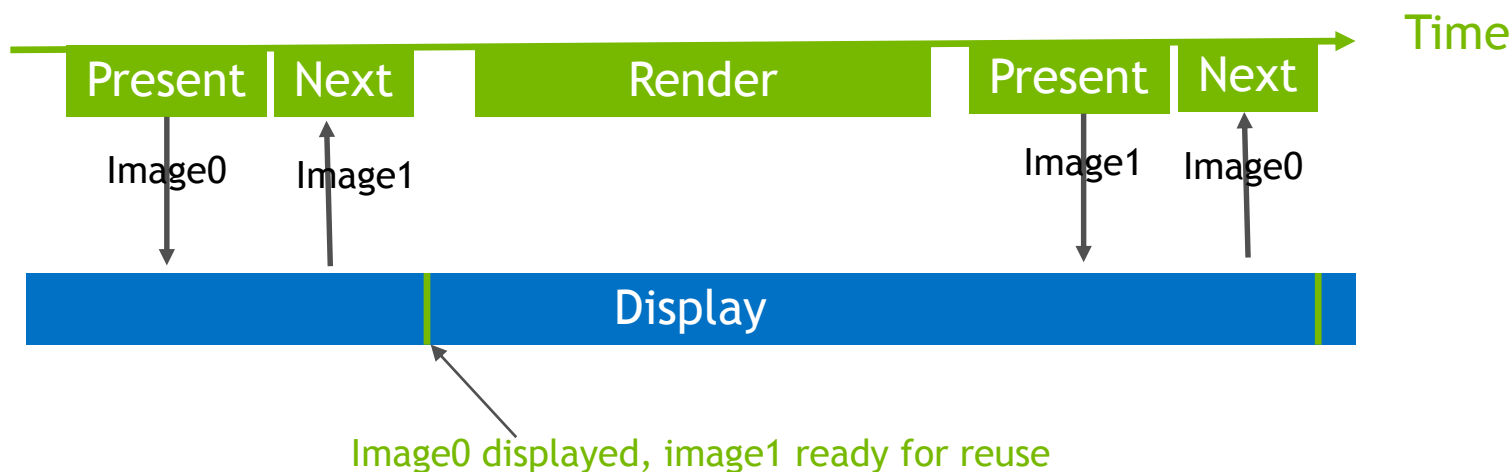 Time
Present Next Render Present Next
Image0 Image1 Image1 Image0
Display
Image0 displayed, image1 ready for reuse